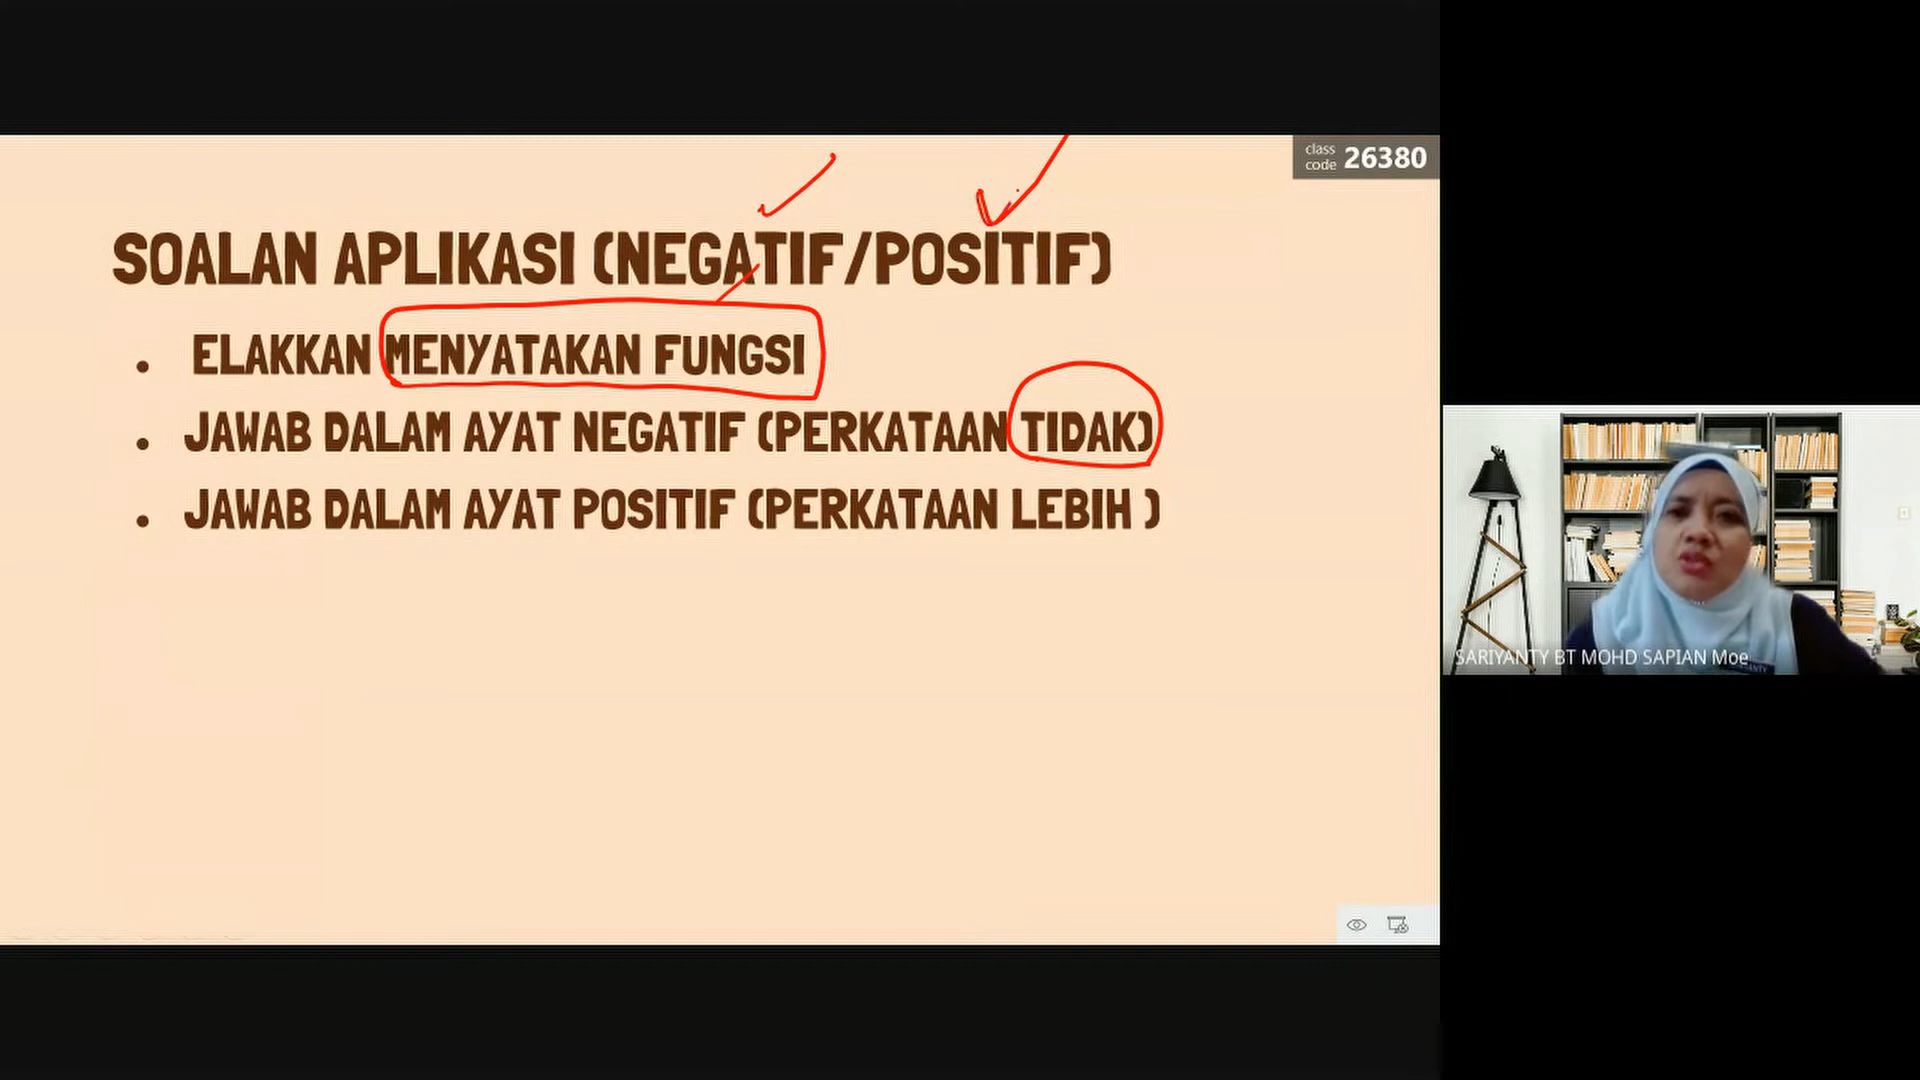 class
code 26380
SOALAN APLIKASI (NEGATIF/POSITIF)
• ELAKKAN MENYATAKAN FUNGSI
• JAWAB DALAM AYAT NEGATIF (PERKATAAN TIDAK)
• JAWAB DALAM AYAT POSITIF (PERKATAAN LEBIH )
SARIYANTY BT MOHD SAPIAN Moe